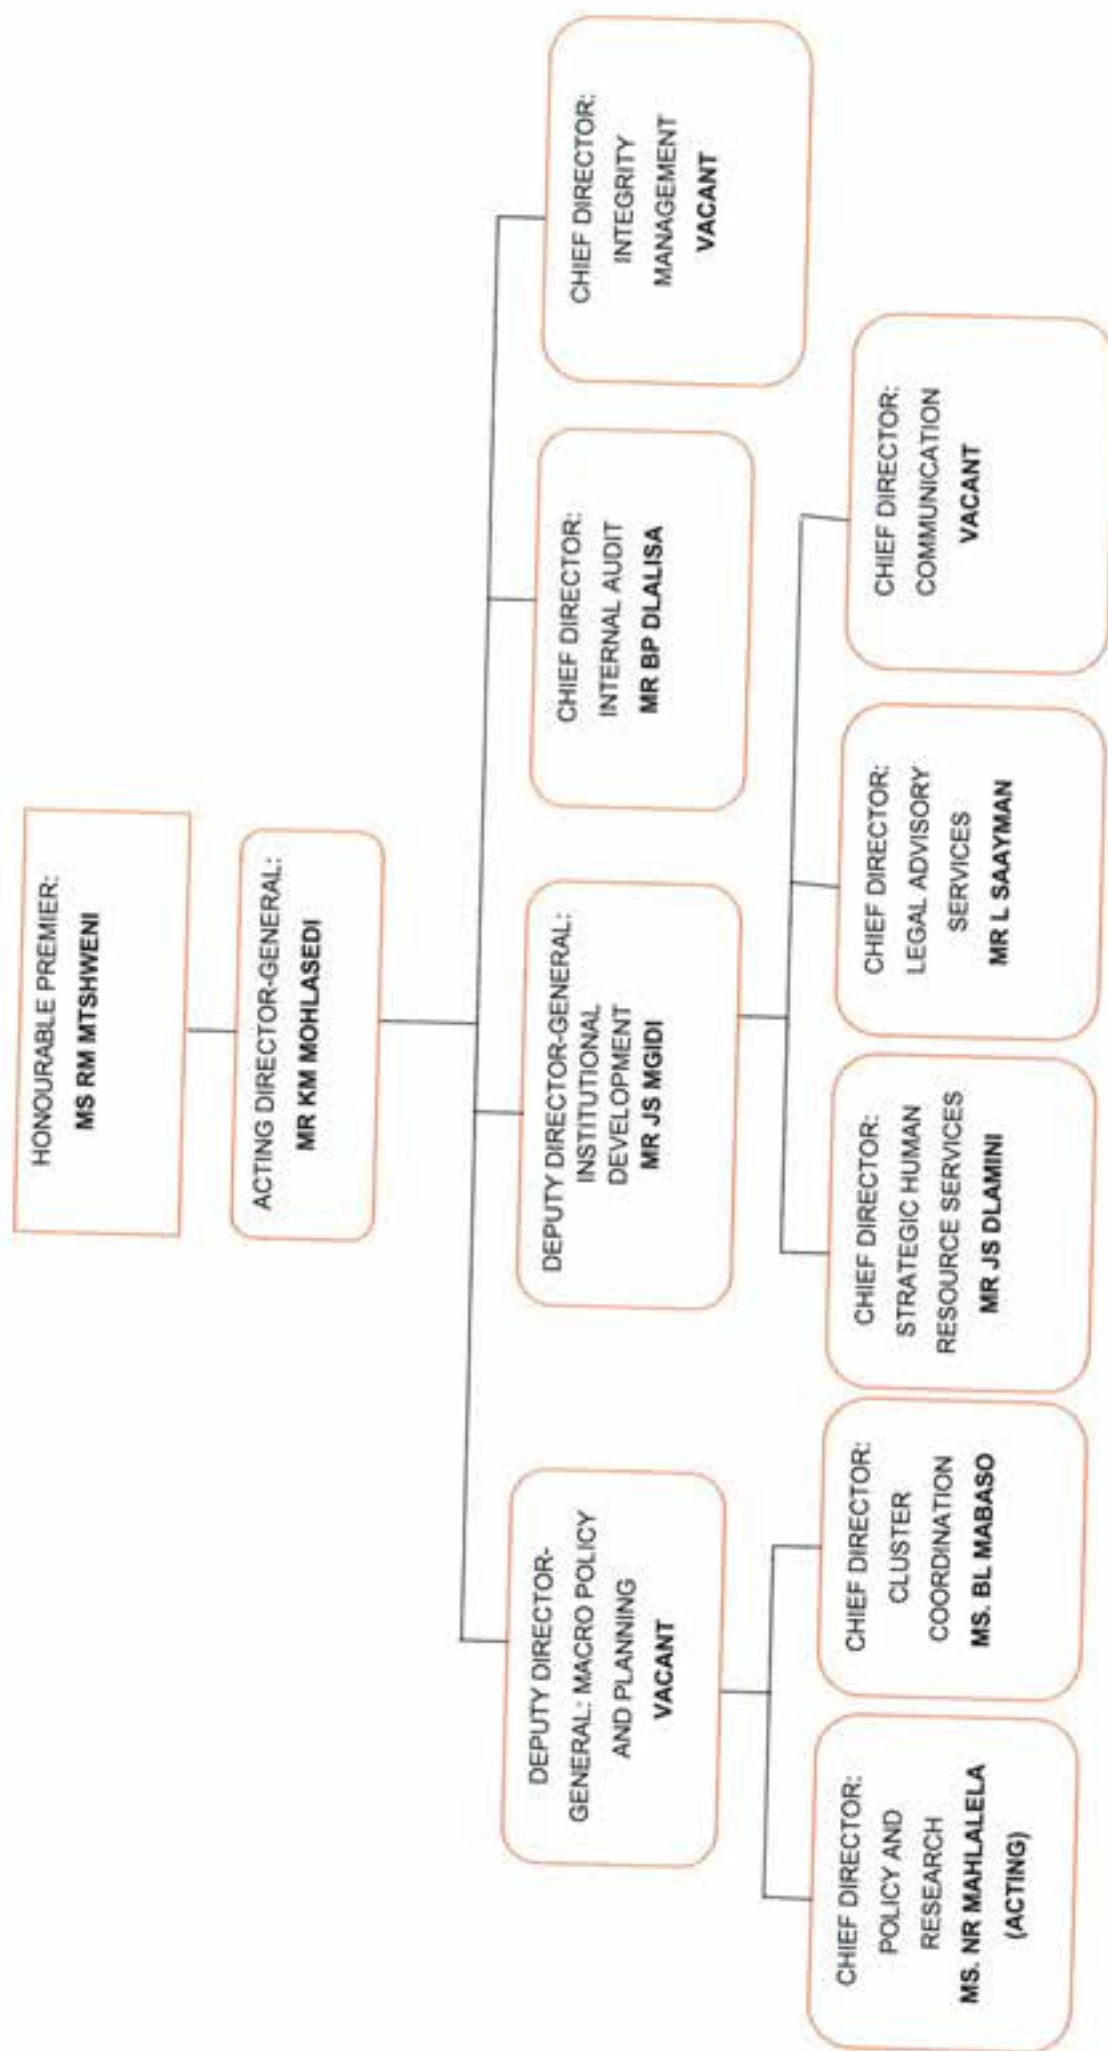 HONOURABLE PREMIER:
MS RM MTSHWENI
ACTING DIRECTOR-GENERAL:
MR KM MOHLASEDI
DEPUTY DIRECTOR-
GENERAL: MACRO POLICY
AND PLANNING
VACANT
DEPUTY DIRECTOR-GENERAL:
INSTITUTIONAL
DEVELOPMENT
MR JS MGIDI
CHIEF DIRECTOR:
INTERNAL AUDIT
MR BP DLALISA
CHIEF DIRECTOR:
INTEGRITY
MANAGEMENT
VACANT
CHIEF DIRECTOR:
POLICY AND
RESEARCH
MS. NR MAHLALELA
(ACTING)
CHIEF DIRECTOR:
CLUSTER
COORDINATION
MS. BL MABASO
CHIEF DIRECTOR:
STRATEGIC HUMAN
RESOURCE SERVICES
MR JS DLAMINI
CHIEF DIRECTOR:
LEGAL ADVISORY
SERVICES
MR L SAAYMAN
CHIEF DIRECTOR:
COMMUNICATION
VACANT